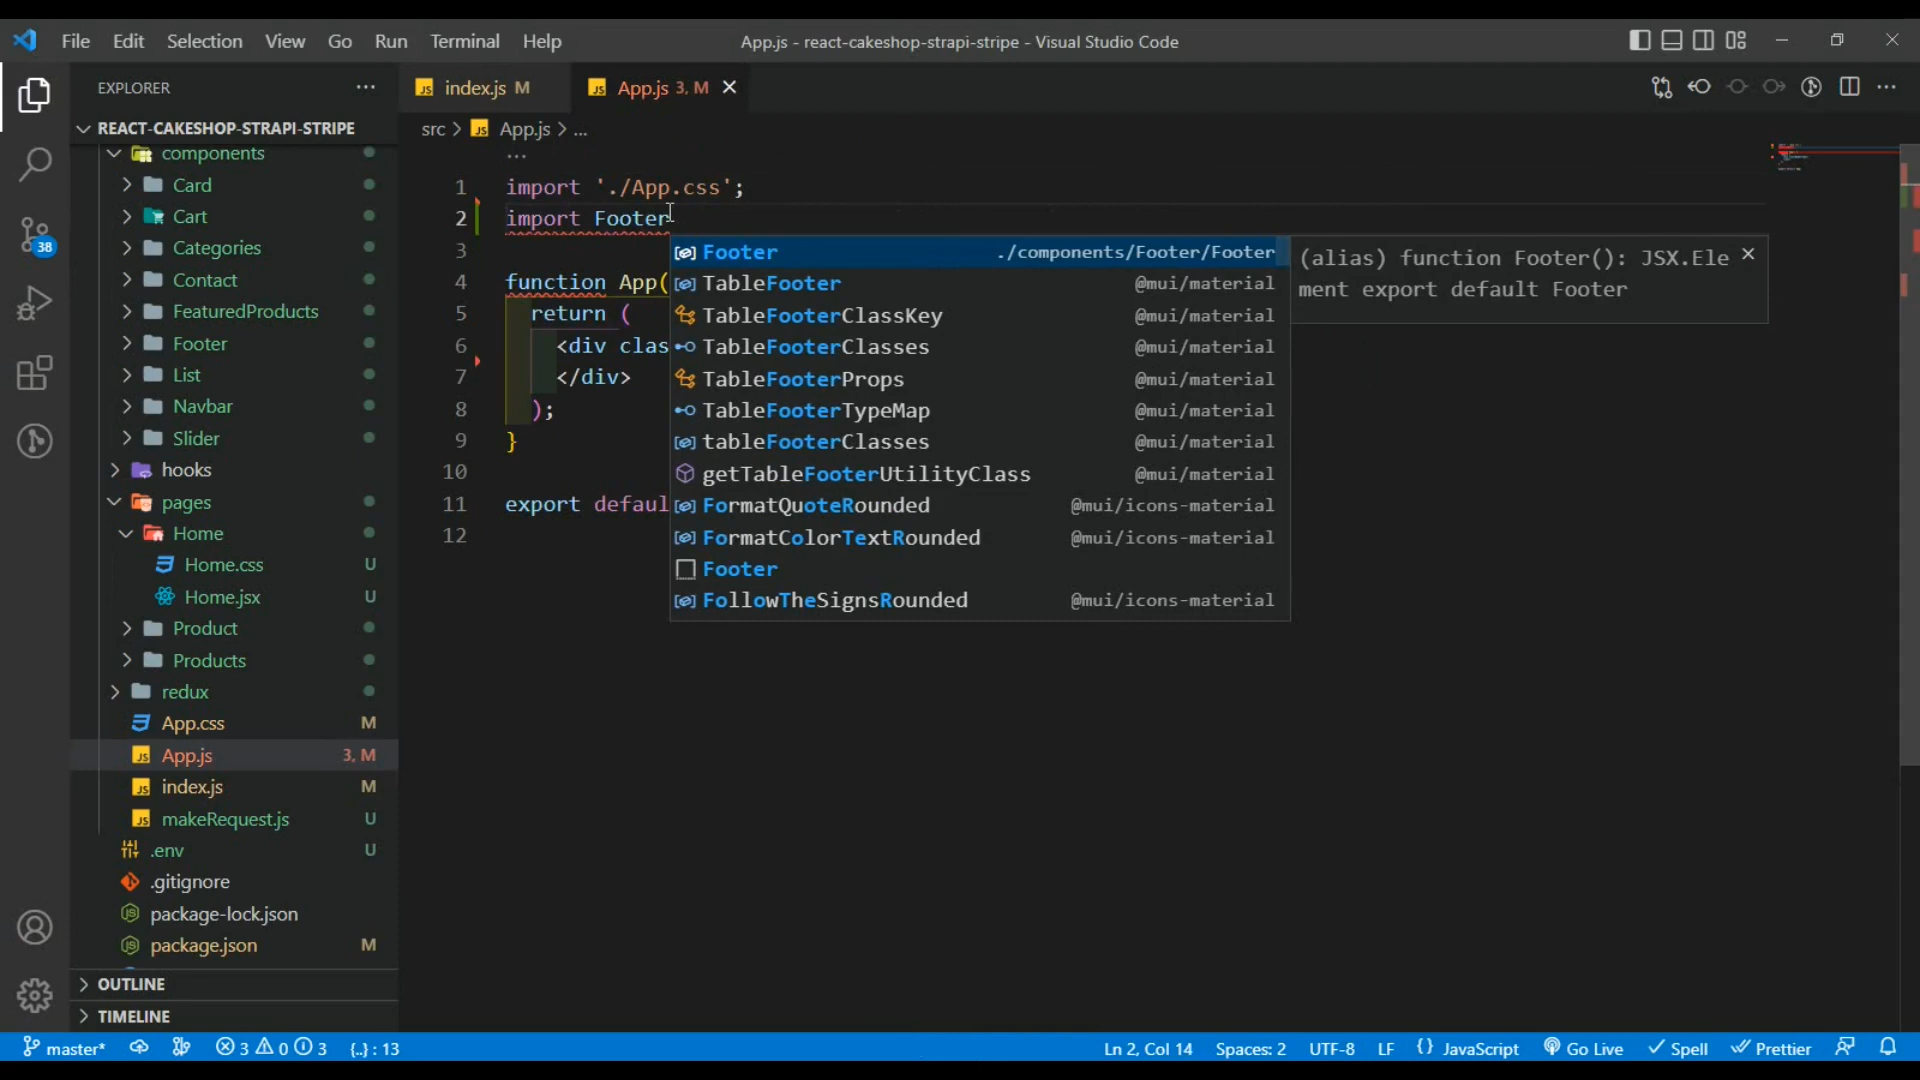 File Edit Selection View Go Run Terminal Help
App.js - react-cakeshop-strapi-stripe - Visual Studio Code
EXPLORER
REACT-CAKESHOP-STRAPI-STRIPE
components
Card
Cart
Categories
Contact
FeaturedProducts
Footer
List
Navbar
Slider
hooks
pages
Home
Home.css U
Home.jsx U
Product
Products
redux
App.css M
App.js 3, M
index.js M
makeRequest.js U
.env U
.gitignore
package-lock.json
package.json M
OUTLINE
TIMELINE
38
index.js M
App.js 3, M
src > App.js > ...
...
1 import './App.css';
2 import Footer
3
4 function App(
5 return (
6 <div clas
7 </div>
8 );
9 }
10
11 export defaul
12
Footer ./components/Footer/Footer
TableFooter @mui/material
TableFooterClassKey @mui/material
TableFooterClasses @mui/material
TableFooterProps @mui/material
TableFooterTypeMap @mui/material
tableFooterClasses @mui/material
getTableFooterUtilityClass @mui/material
FormatQuoteRounded @mui/icons-material
FormatColorTextRounded @mui/icons-material
Footer
FollowTheSignsRounded @mui/icons-material
(alias) function Footer(): JSX.Ele
ment export default Footer
master* 3 0 3 {..} : 13
Ln 2, Col 14 Spaces: 2 UTF-8 LF {} JavaScript Go Live Spell Prettier